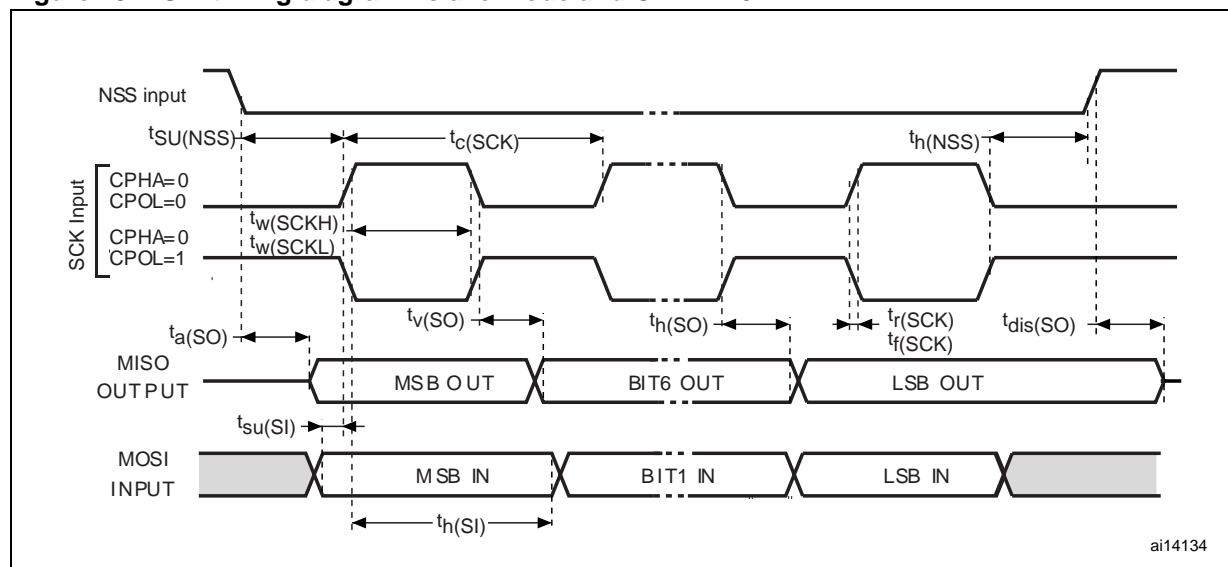 NSS input
tSU(NSS)
tc(SCK)
th(NSS)
SCK Input
CPHA=0
CPOL=0
tw(SCKH)
CPHA=0
tw(SCKL)
CPOL=1
tv(SO)
th(SO)
tr(SCK)
tf(SCK)
tdis(SO)
ta(SO)
MISO
OUTPUT
MSB OUT
BIT6 OUT
LSB OUT
tsu(SI)
MOSI
INPUT
MSB IN
BIT1 IN
LSB IN
th(SI)
ai14134